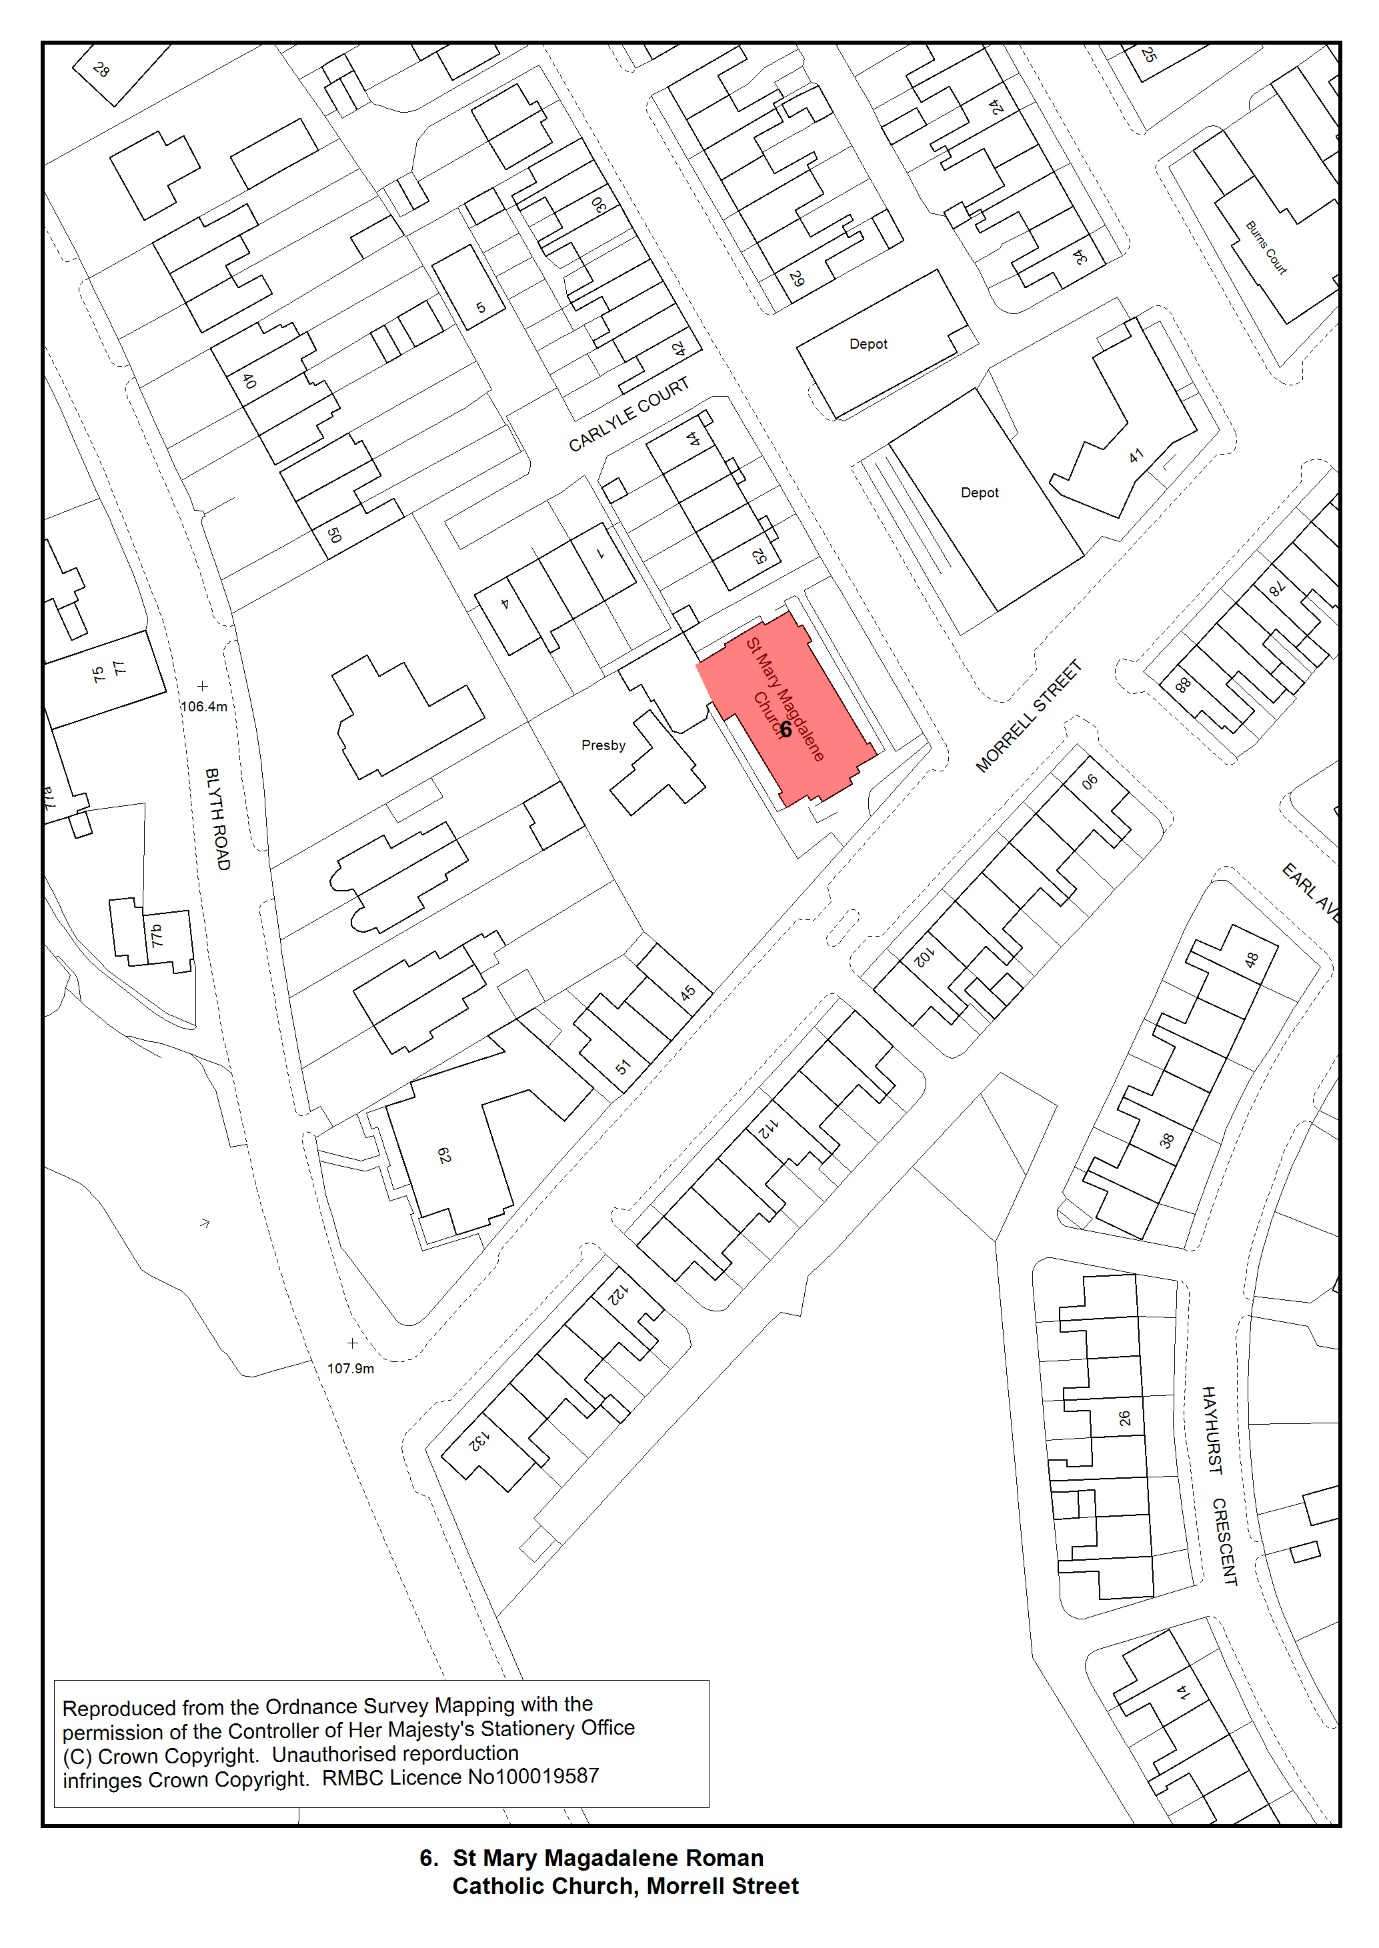 28
25
24
30
Burns Court
34
29
5
42
Depot
40
CARLYLE COURT
44
41
Depot
50
52
1
4
78
77
75
88
106.4m
St Mary Magdalene
Church
6
MORRELL STREET
Presby
77a
90
BLYTH ROAD
EARL AVE
77b
102
48
45
51
112
38
62
122
107.9m
26
132
HAYHURST CRESCENT
14
Reproduced from the Ordnance Survey Mapping with the
permission of the Controller of Her Majesty's Stationery Office
(C) Crown Copyright. Unauthorised reporduction
infringes Crown Copyright. RMBC Licence No100019587
6. St Mary Magadalene Roman
Catholic Church, Morrell Street